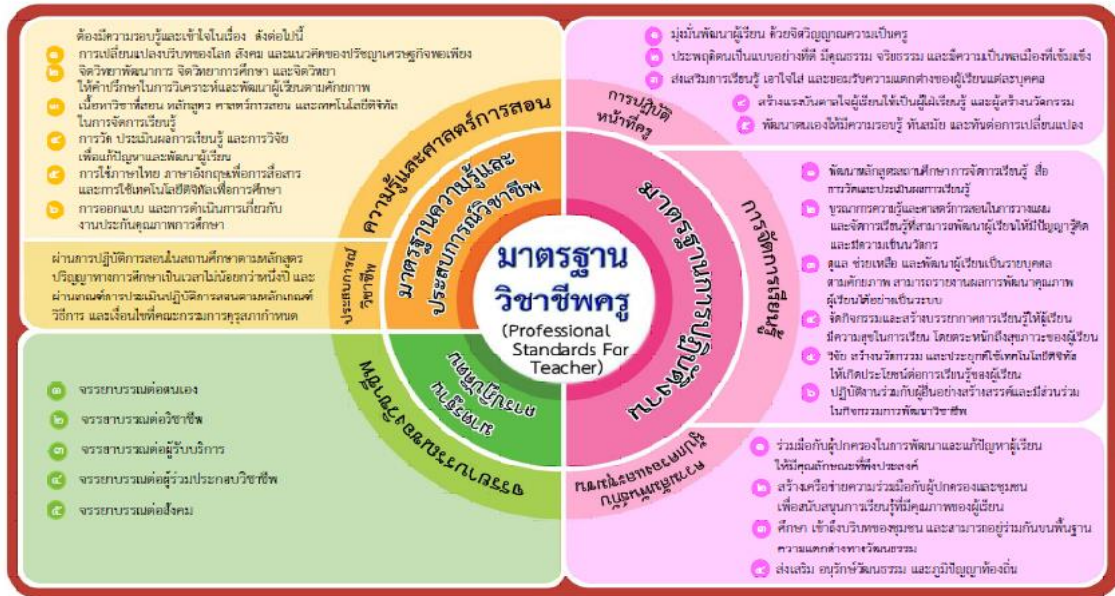 ต้องมีความรอบรู้และเข้าใจในเรื่อง ดังต่อไปนี้
๑ การเปลี่ยนแปลงบริบทของโลก สังคม และแนวคิดของปรัชญาเศรษฐกิจพอเพียง
๒ จิตวิทยาพัฒนาการ จิตวิทยาการศึกษา และจิตวิทยา
ให้คำปรึกษาในการวิเคราะห์และพัฒนาผู้เรียนตามศักยภาพ
๓ เนื้อหาวิชาที่สอน หลักสูตร ศาสตร์การสอน และเทคโนโลยีดิจิทัล
ในการจัดการเรียนรู้
๔ การวัด ประเมินผลการเรียนรู้ และการวิจัย
เพื่อแก้ปัญหาและพัฒนาผู้เรียน
๕ การใช้ภาษาไทย ภาษาอังกฤษเพื่อการสื่อสาร
และการใช้เทคโนโลยีดิจิทัลเพื่อการศึกษา
๖ การออกแบบ และการดำเนินการเกี่ยวกับ
งานประกันคุณภาพการศึกษา
ความรู้และศาสตร์การสอน
ผ่านการปฏิบัติการสอนในสถานศึกษาตามหลักสูตร
ปริญญาทางการศึกษาเป็นเวลาไม่น้อยกว่าหนึ่งปี และ
ผ่านเกณฑ์การประเมินปฏิบัติการสอนตามหลักเกณฑ์
วิธีการ และเงื่อนไขที่คณะกรรมการคุรุสภากำหนด
ประสบการณ์
วิชาชีพ
มาตรฐานความรู้และ
ประสบการณ์วิชาชีพ
มาตรฐาน
วิชาชีพครู
(Professional
Standards For
Teacher)
๑ จรรยาบรรณต่อตนเอง
๒ จรรยาบรรณต่อวิชาชีพ
๓ จรรยาบรรณต่อผู้รับบริการ
๔ จรรยาบรรณต่อผู้ร่วมประกอบวิชาชีพ
๕ จรรยาบรรณต่อสังคม
จรรยาบรรณของวิชาชีพ
มาตรฐาน
การปฏิบัติตน
๑ มุ่งมั่นพัฒนาผู้เรียน ด้วยจิตวิญญาณความเป็นครู
๒ ประพฤติตนเป็นแบบอย่างที่ดี มีคุณธรรม จริยธรรม และมีความเป็นพลเมืองที่เข้มแข็ง
๓ ส่งเสริมการเรียนรู้ เอาใจใส่ และยอมรับความแตกต่างของผู้เรียนแต่ละบุคคล
๔ สร้างแรงบันดาลใจผู้เรียนให้เป็นผู้ใฝ่เรียนรู้ และผู้สร้างนวัตกรรม
๕ พัฒนาตนเองให้มีความรอบรู้ ทันสมัย และทันต่อการเปลี่ยนแปลง
การปฏิบัติ
หน้าที่ครู
มาตรฐานการปฏิบัติงาน
๑ พัฒนาหลักสูตรสถานศึกษา การจัดการเรียนรู้ สื่อ
การวัดและประเมินผลการเรียนรู้
๒ บูรณาการความรู้และศาสตร์การสอนในการวางแผน
และจัดการเรียนรู้ที่สามารถพัฒนาผู้เรียนให้มีปัญญารู้คิด
และมีความเป็นนวัตกร
๓ ดูแล ช่วยเหลือ และพัฒนาผู้เรียนเป็นรายบุคคล
ตามศักยภาพ สามารถรายงานผลการพัฒนาคุณภาพ
ผู้เรียนได้อย่างเป็นระบบ
๔ จัดกิจกรรมและสร้างบรรยากาศการเรียนรู้ให้ผู้เรียน
มีความสุขในการเรียน โดยตระหนักถึงสุขภาวะของผู้เรียน
๕ วิจัย สร้างนวัตกรรม และประยุกต์ใช้เทคโนโลยีดิจิทัล
ให้เกิดประโยชน์ต่อการเรียนรู้ของผู้เรียน
๖ ปฏิบัติงานร่วมกับผู้อื่นอย่างสร้างสรรค์และมีส่วนร่วม
ในกิจกรรมการพัฒนาวิชาชีพ
การจัดการเรียนรู้
๑ ร่วมมือกับผู้ปกครองในการพัฒนาและแก้ปัญหาผู้เรียน
ให้มีคุณลักษณะที่พึงประสงค์
๒ สร้างเครือข่ายความร่วมมือกับผู้ปกครองและชุมชน
เพื่อสนับสนุนการเรียนรู้ที่มีคุณภาพของผู้เรียน
๓ ศึกษา เข้าถึงบริบทของชุมชน และสามารถอยู่ร่วมกันบนพื้นฐาน
ความแตกต่างทางวัฒนธรรม
๔ ส่งเสริม อนุรักษ์วัฒนธรรม และภูมิปัญญาท้องถิ่น
ความสัมพันธ์กับ
ผู้ปกครองและชุมชน